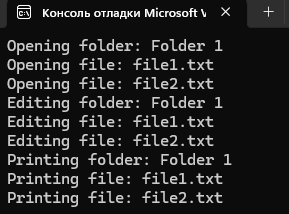 Консоль отладки Microsoft V
Opening folder: Folder 1
Opening file: file1.txt
Opening file: file2.txt
Editing folder: Folder 1
Editing file: file1.txt
Editing file: file2.txt
Printing folder: Folder 1
Printing file: file1.txt
Printing file: file2.txt